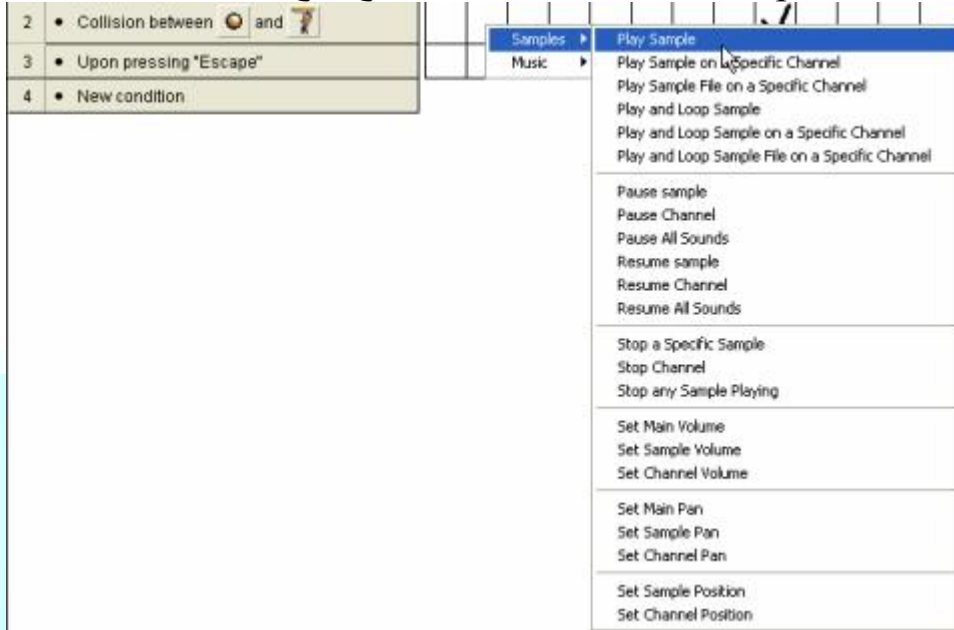 2 • Collision between and
3 • Upon pressing "Escape"
4 • New condition
Samples
Music
Play Sample
Play Sample on a Specific Channel
Play Sample File on a Specific Channel
Play and Loop Sample
Play and Loop Sample on a Specific Channel
Play and Loop Sample File on a Specific Channel
Pause sample
Pause Channel
Pause All Sounds
Resume sample
Resume Channel
Resume All Sounds
Stop a Specific Sample
Stop Channel
Stop any Sample Playing
Set Main Volume
Set Sample Volume
Set Channel Volume
Set Main Pan
Set Sample Pan
Set Channel Pan
Set Sample Position
Set Channel Position